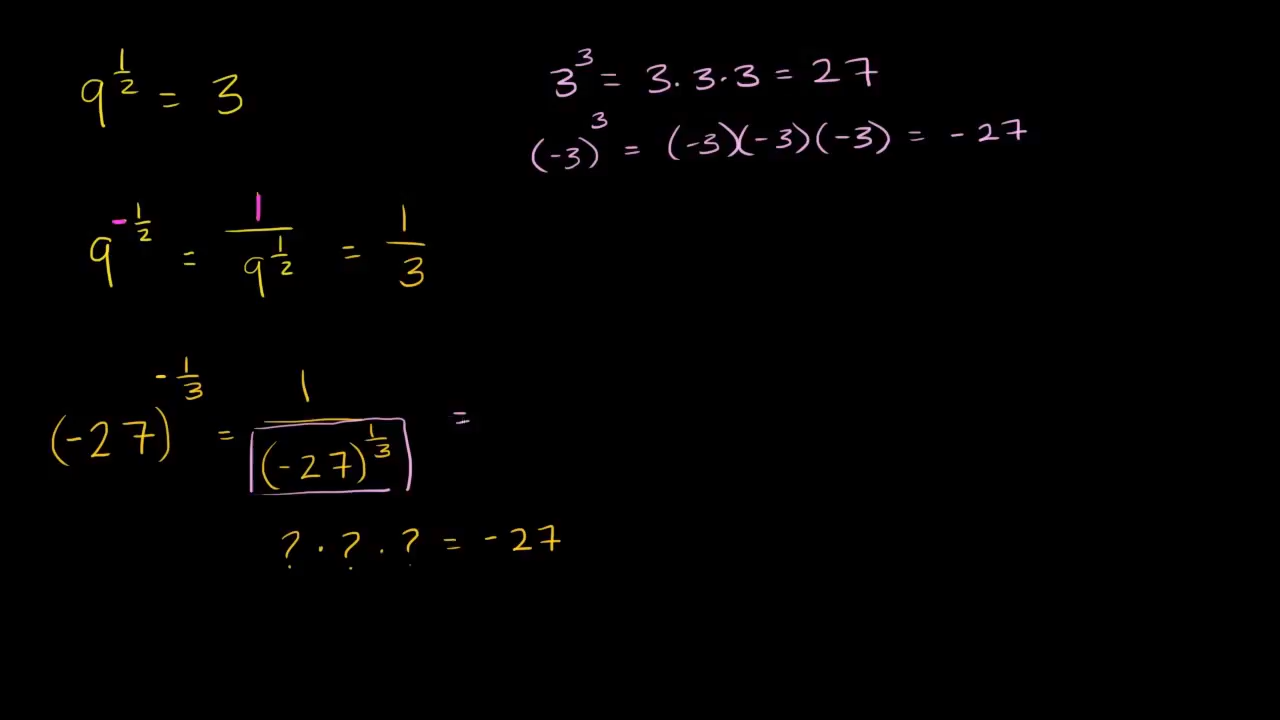 9^{1/2} = 3
3^3 = 3 · 3 · 3 = 27
(-3)^3 = (-3)(-3)(-3) = -27
9^{-1/2} = 1/9^{1/2} = 1/3
(-27)^{-1/3} = 1/(-27)^{1/3} =
? · ? · ? = -27